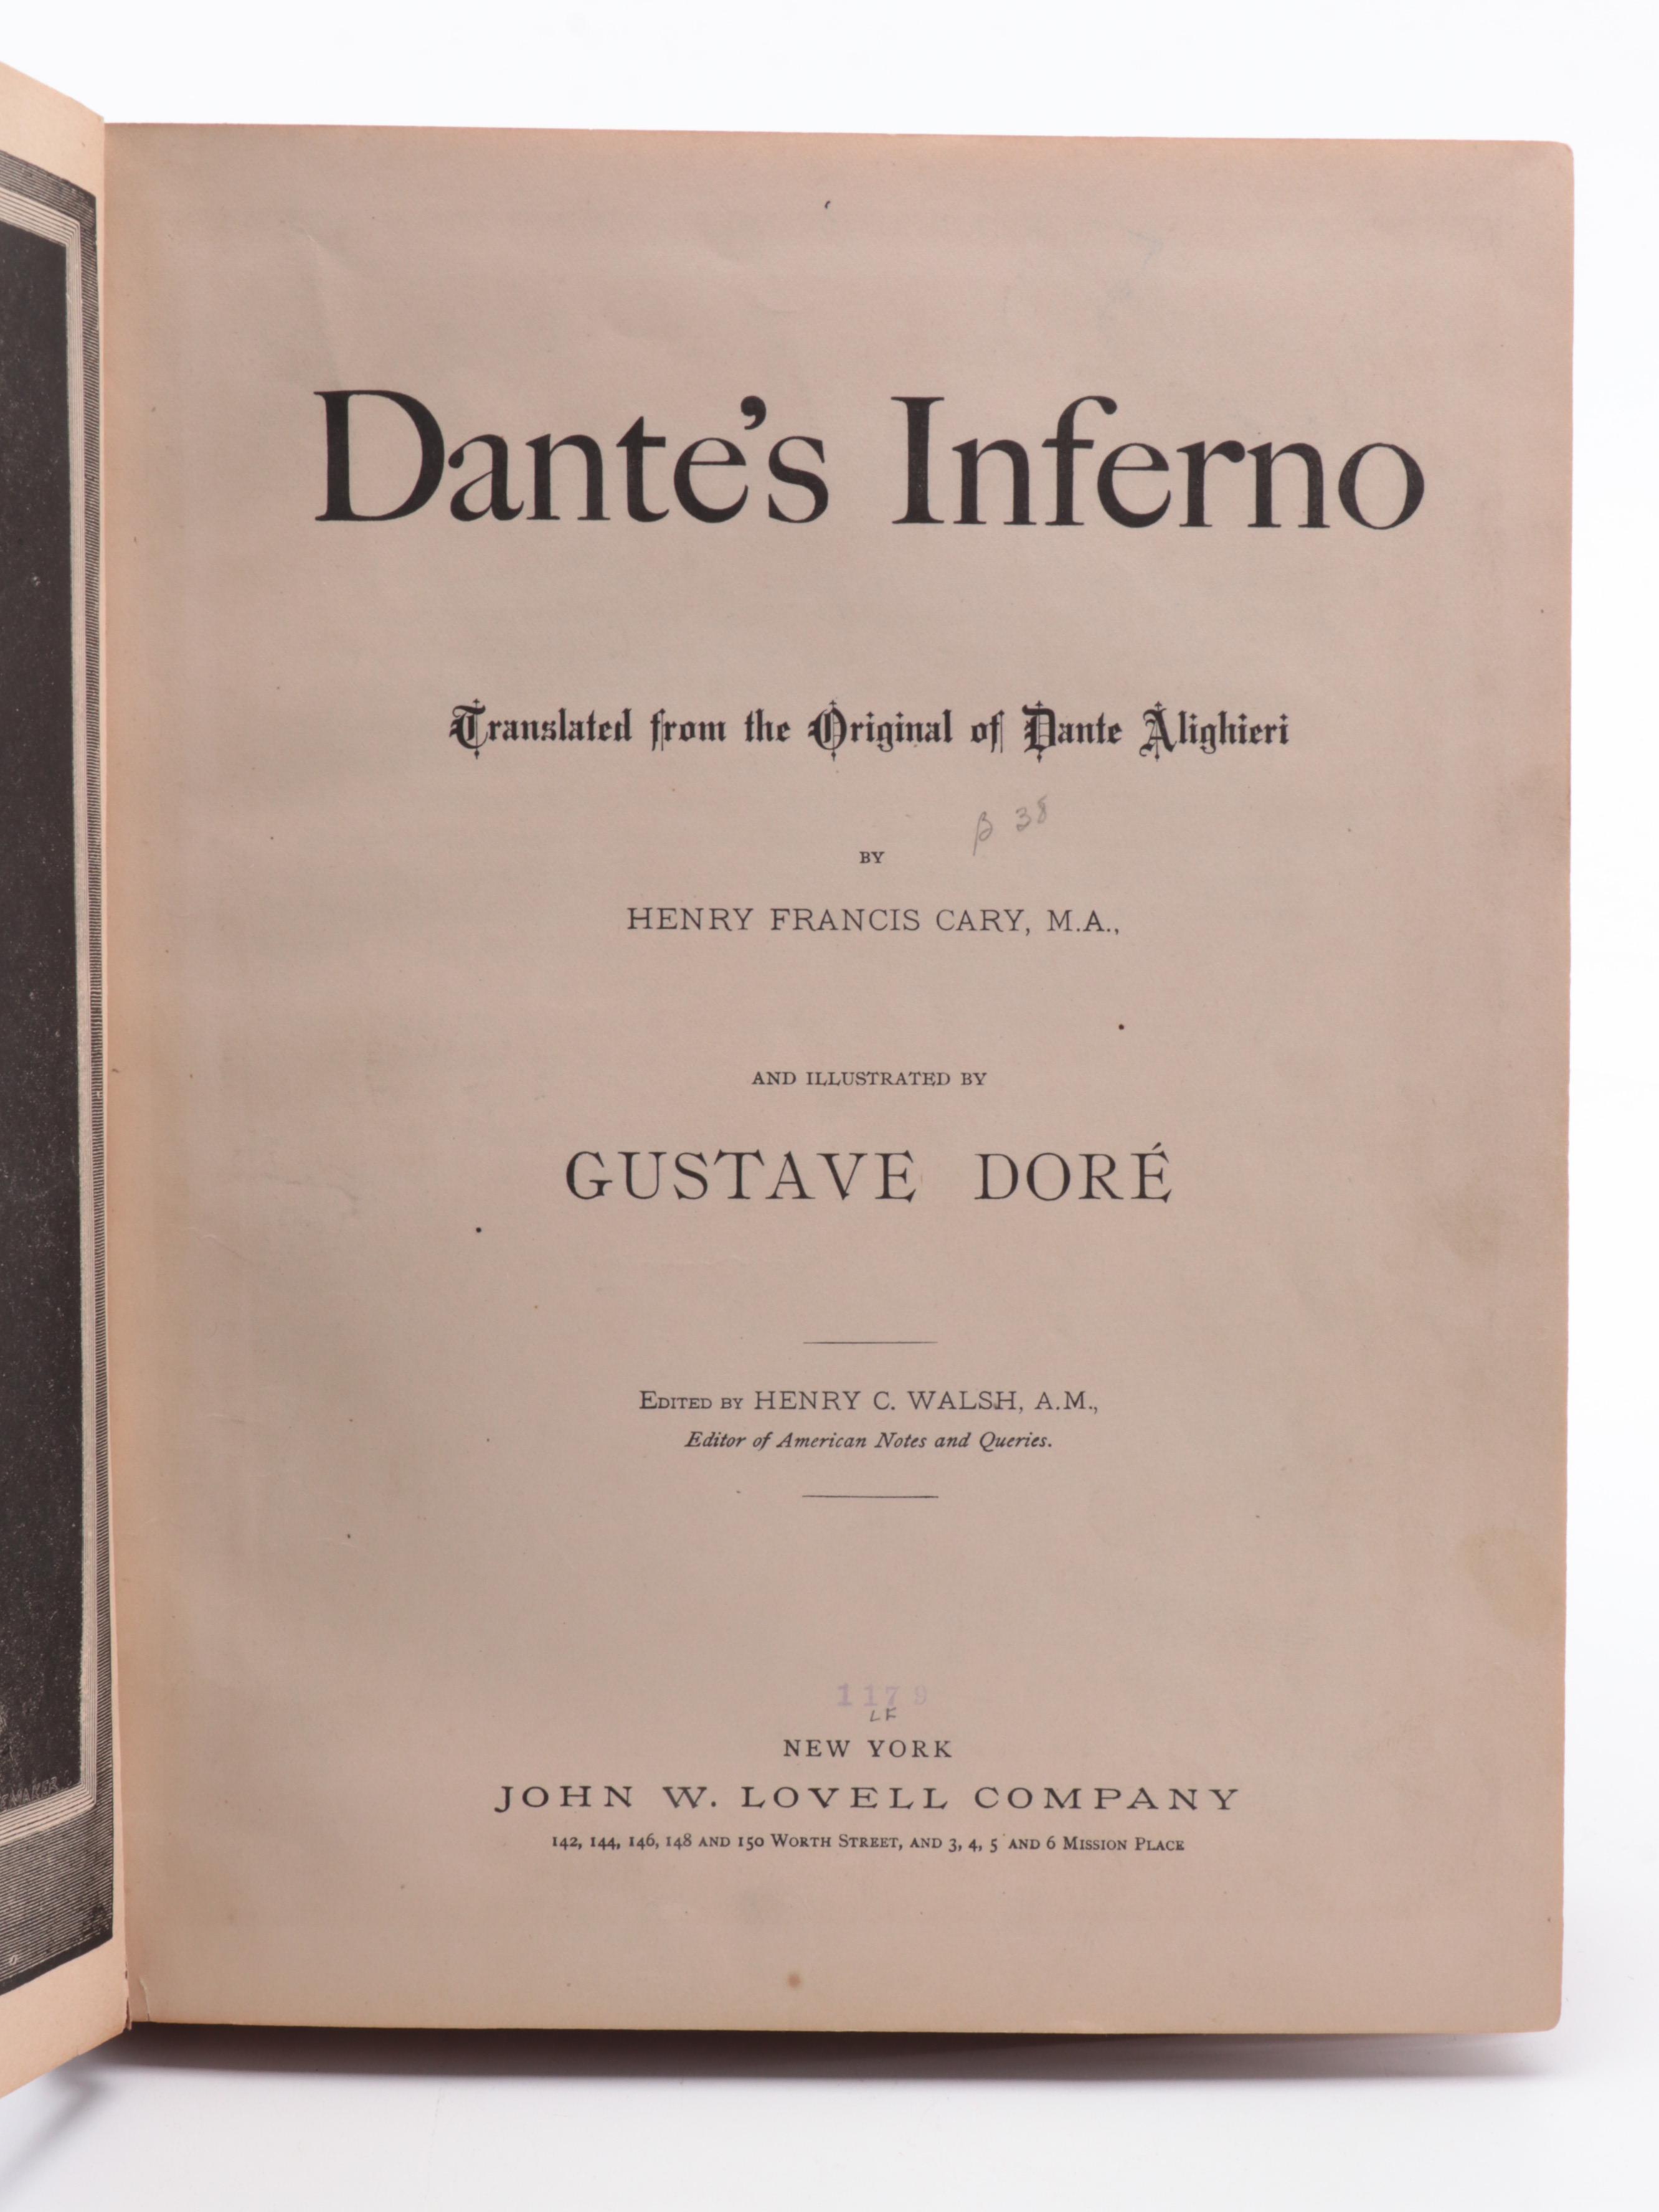 Dante's Inferno
Translated from the Original of Dante Alighieri
β 38
BY
HENRY FRANCIS CARY, M.A.,
AND ILLUSTRATED BY
GUSTAVE DORÉ
EDITED BY HENRY C. WALSH, A.M.,
Editor of American Notes and Queries.
1179
LF
NEW YORK
JOHN W. LOVELL COMPANY
142, 144, 146, 148 AND 150 WORTH STREET, AND 3, 4, 5 AND 6 MISSION PLACE